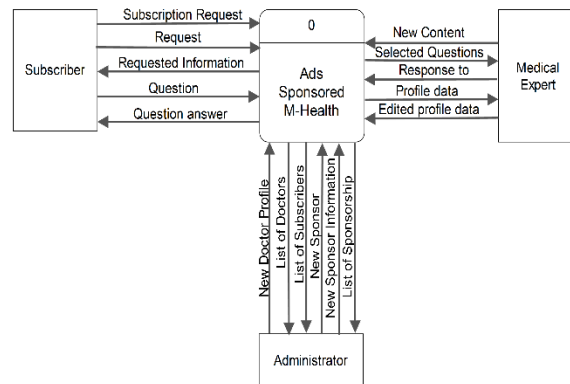 Subscription Request
0
New Content
Request
Selected Questions
Subscriber
Requested Information
Ads
Sponsored
M-Health
Response to
Medical
Expert
Question
Profile data
Question answer
Edited profile data
New Doctor Profile
List of Doctors
List of Subscribers
New Sponsor
New Sponsor Information
List of Sponsorship
Administrator